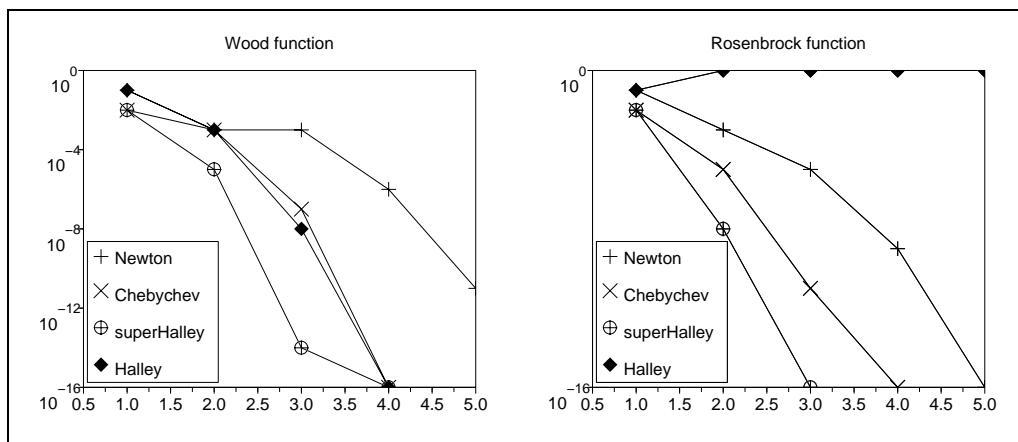 Wood function
10 0
10 −4
10 −8
10 −12
10 −16
0.5 1.0 1.5 2.0 2.5 3.0 3.5 4.0 4.5 5.0
Newton
Chebychev
superHalley
Halley
Rosenbrock function
10 0
10 −16
0.5 1.0 1.5 2.0 2.5 3.0 3.5 4.0 4.5 5.0
Newton
Chebychev
superHalley
Halley